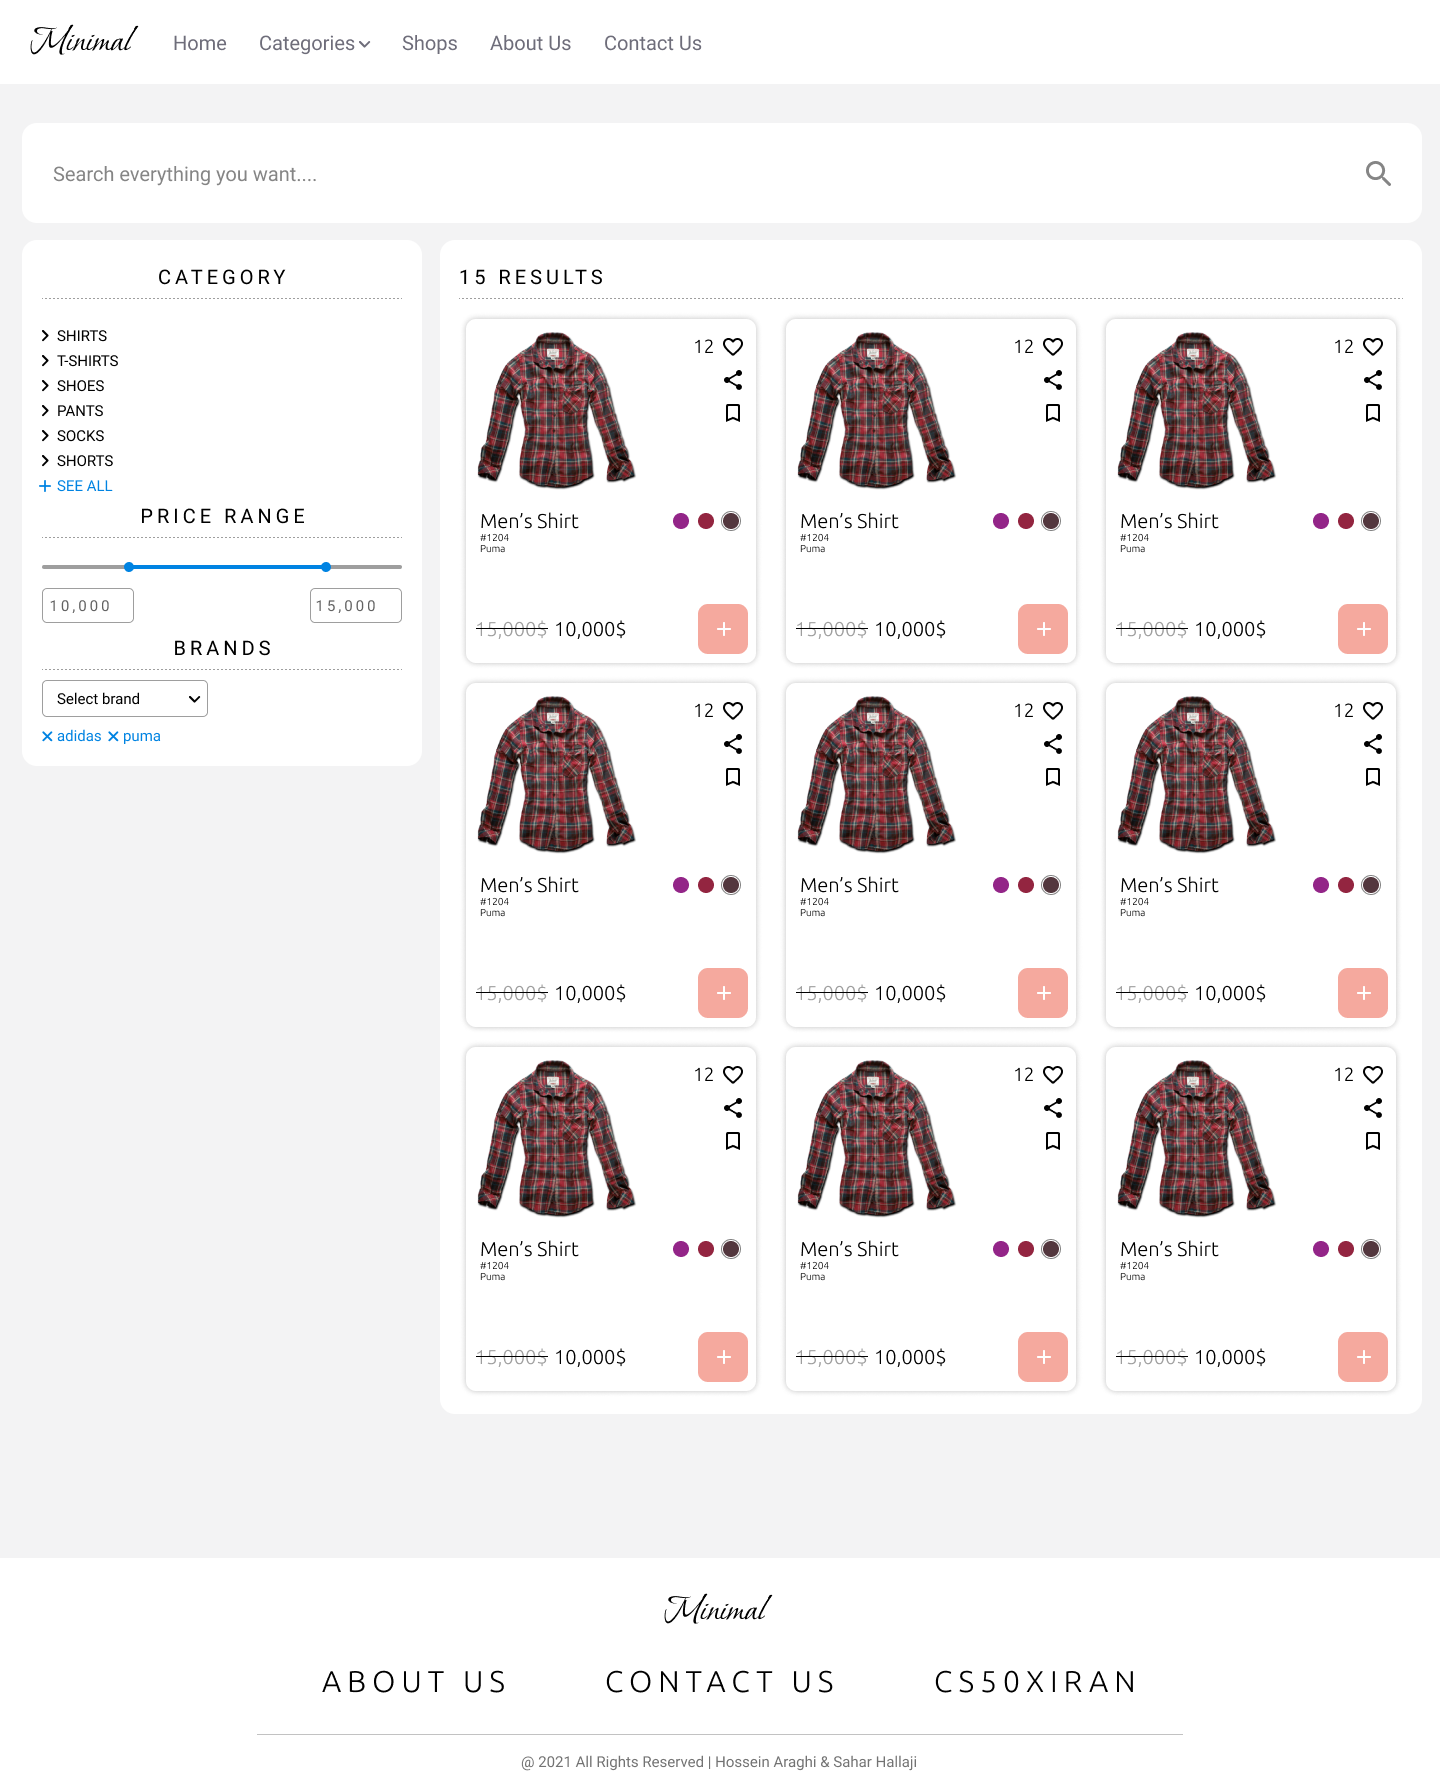 Minimal Home Categories Shops About Us Contact Us
Search everything you want....
CATEGORY
SHIRTS
T-SHIRTS
SHOES
PANTS
SOCKS
SHORTS
SEE ALL
PRICE RANGE
10,000 15,000
BRANDS
Select brand
adidas puma
15 RESULTS
12 12 12
Men’s Shirt Men’s Shirt Men’s Shirt
#1204 #1204 #1204
Puma Puma Puma
15,000$ 10,000$ 15,000$ 10,000$ 15,000$ 10,000$
12 12 12
Men’s Shirt Men’s Shirt Men’s Shirt
#1204 #1204 #1204
Puma Puma Puma
15,000$ 10,000$ 15,000$ 10,000$ 15,000$ 10,000$
12 12 12
Men’s Shirt Men’s Shirt Men’s Shirt
#1204 #1204 #1204
Puma Puma Puma
15,000$ 10,000$ 15,000$ 10,000$ 15,000$ 10,000$
Minimal
ABOUT US CONTACT US CS50XIRAN
@ 2021 All Rights Reserved | Hossein Araghi & Sahar Hallaji